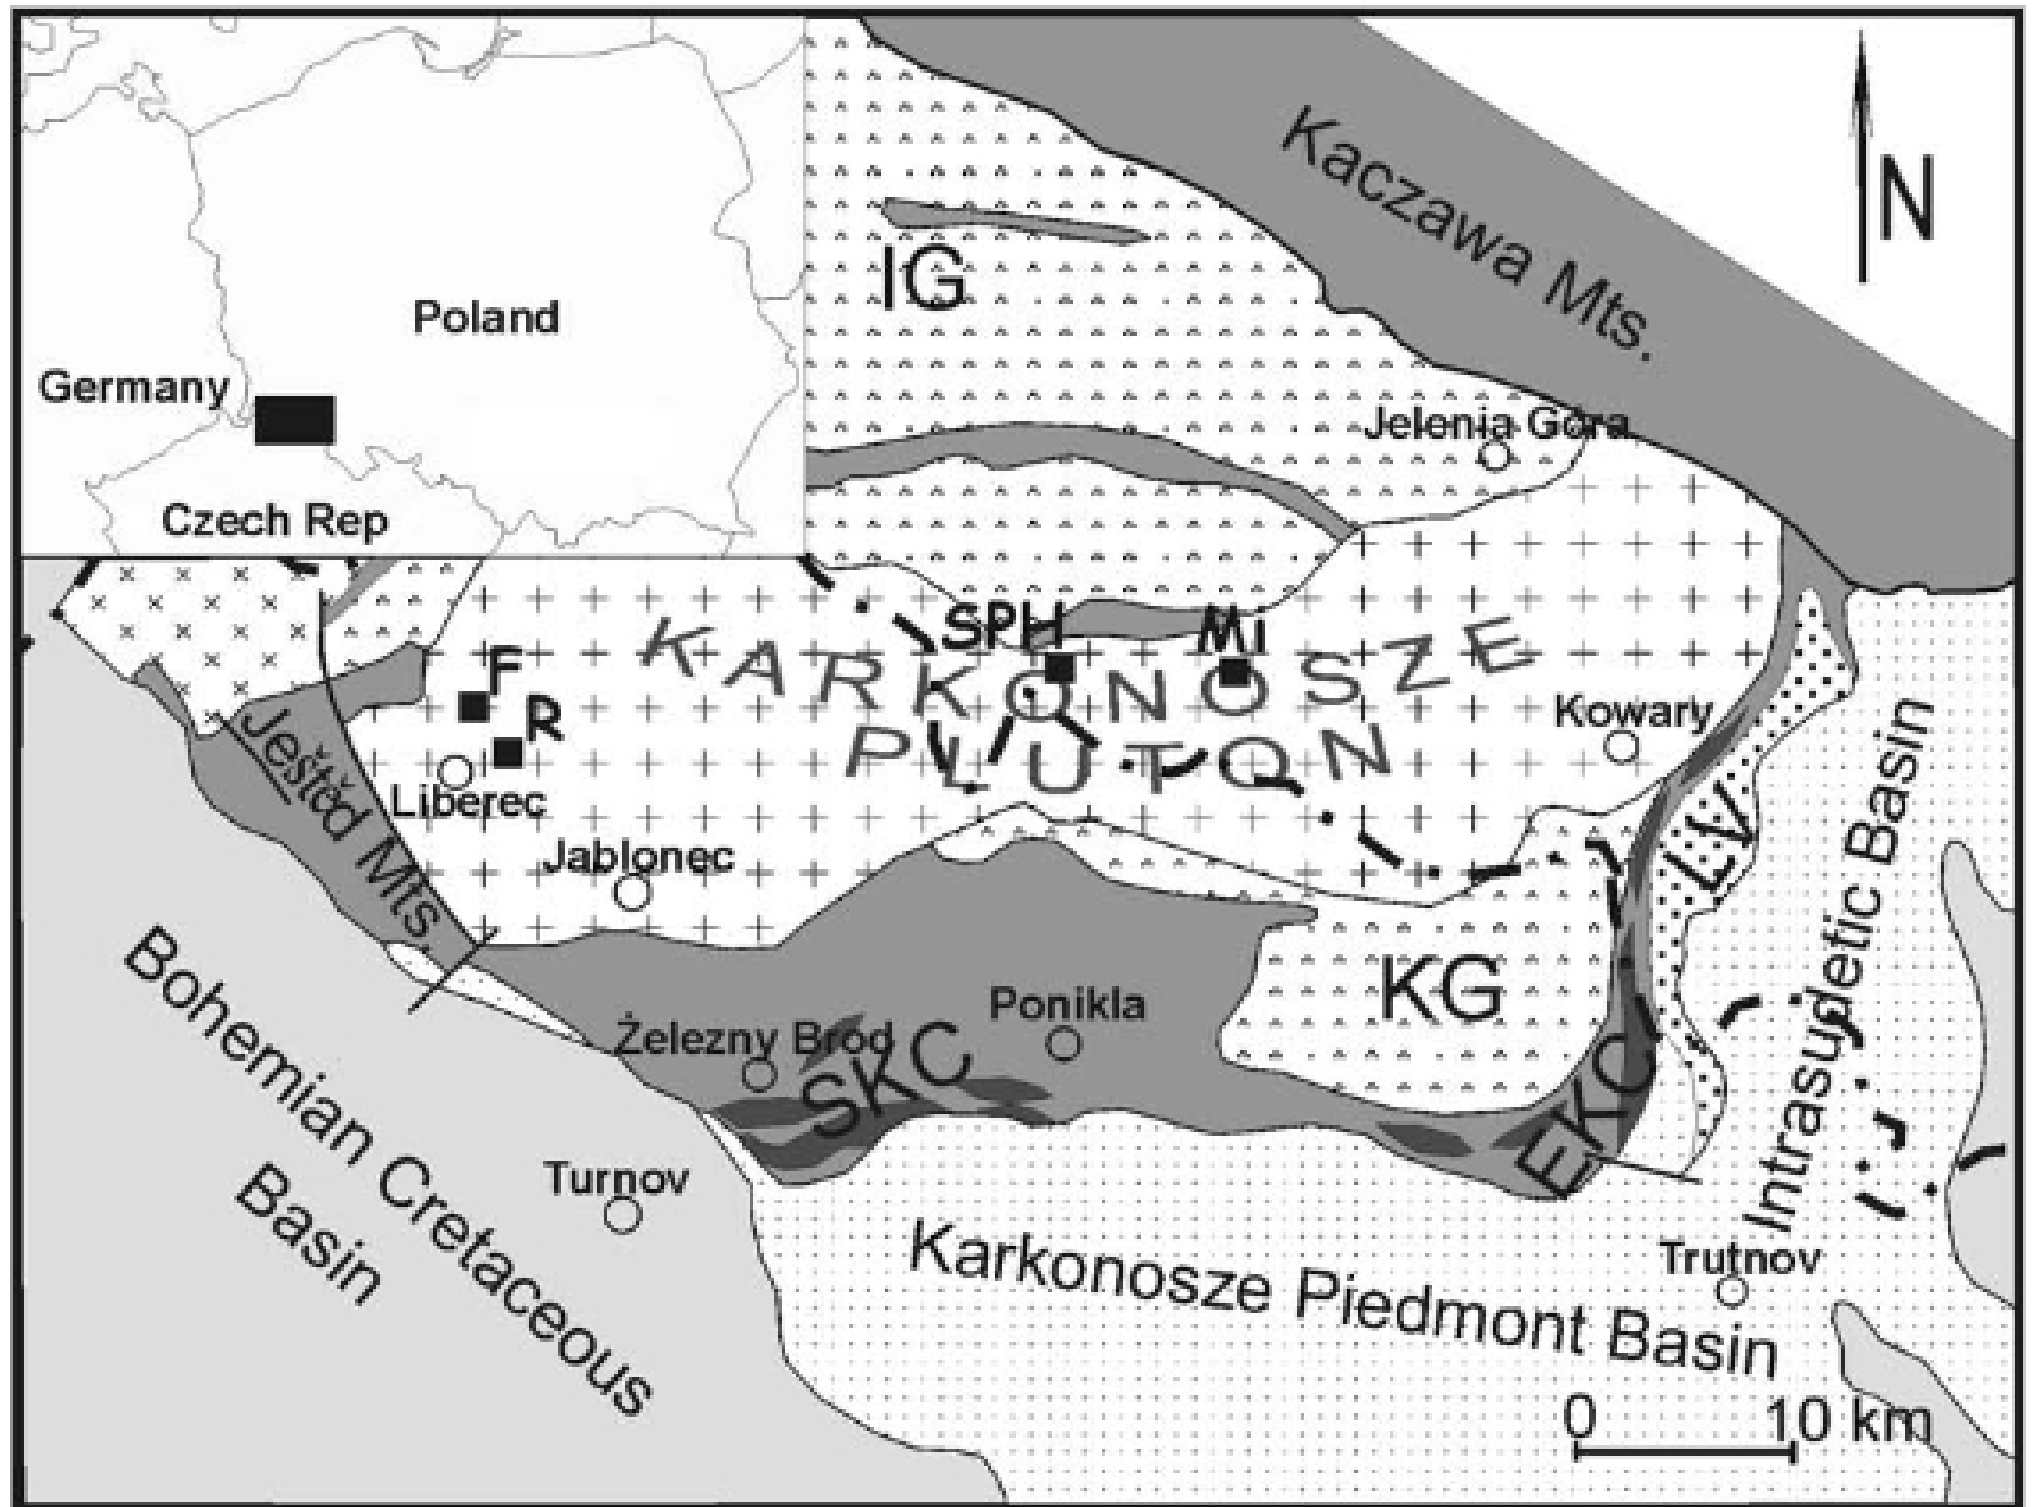 Poland
Germany
Czech Rep
Kaczawa Mts.
N
IG
Jelenia Góra
SPH
Mi
KARKONOSZE
PLUTON
F
R
Kowary
Liberec
Jablonec
Ještěd Mts.
LV
Intrasudetic Basin
KG
Ponikla
Żelezny Brod
SKC
EKC
Bohemian Cretaceous
Basin
Turnov
Karkonosze Piedmont Basin
Trutnov
0 10 km